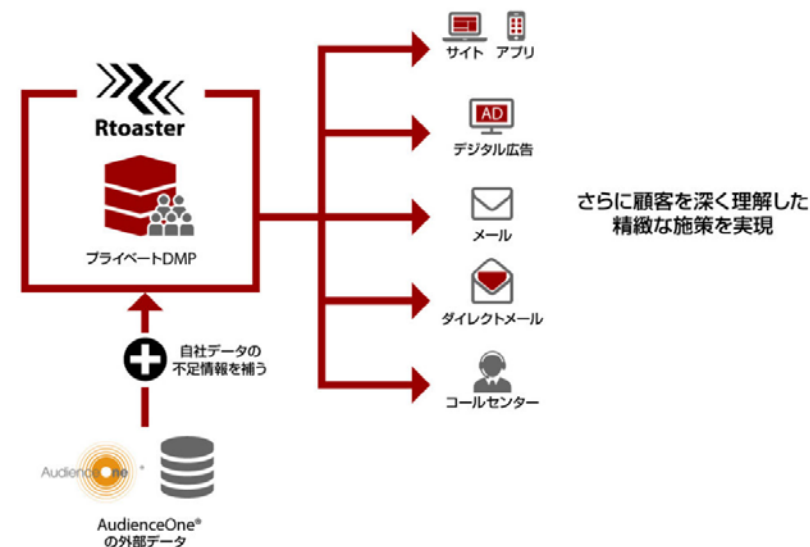 Rtoaster
プライベートDMP
自社データの
不足情報を補う
AudienceOne®
AudienceOne®
の外部データ
サイト アプリ
AD
デジタル広告
メール
ダイレクトメール
コールセンター
さらに顧客を深く理解した
精緻な施策を実現